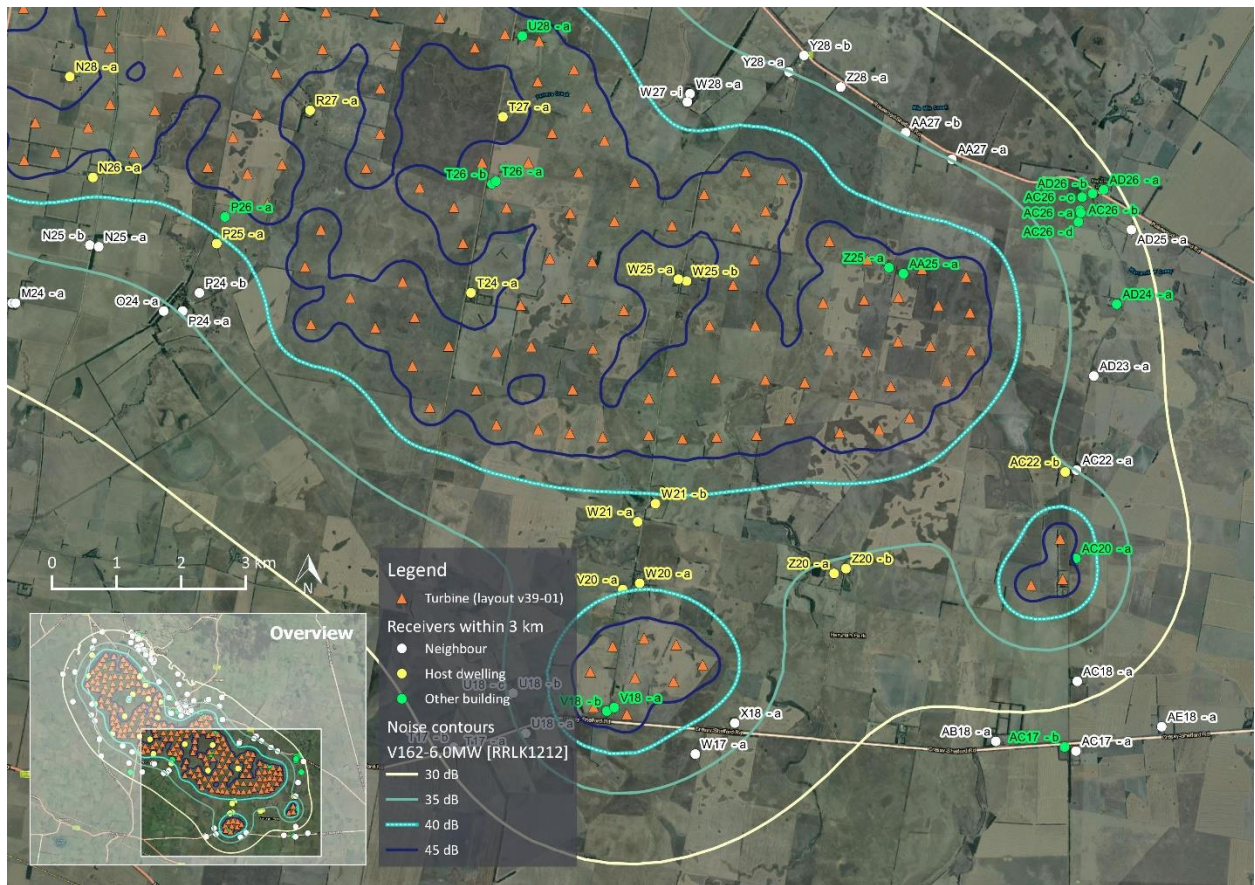 U28 - a
Y28 - b
Y28 - a
Z28 - a
N28 - a
W28 - a
W27 - i
R27 - a
T27 - a
AA27 - b
AA27 - a
N26 - a
T26 - b
T26 - a
AD26 - b
AD26 - a
AC26 - c
AC26 - a
AC26 - b
AC26 - d
P26 - a
P25 - a
N25 - b
N25 - a
AD25 - a
Z25 - a
AA25 - a
W25 - a
W25 - b
P24 - b
T24 - a
M24 - a
O24 - a
P24 - a
AD24 - a
AD23 - a
AC22 - b
AC22 - a
W21 - b
W21 - a
AC20 - a
Z20 - a
Z20 - b
V20 - a
W20 - a
0 1 2 3 km
N
U18 - c
U18 - b
V18 - b
V18 - a
U18 - a
X18 - a
W17 - a
T17 - a
AC18 - a
AB18 - a
AE18 - a
AC17 - b
AC17 - a
Overview
Legend
Turbine (layout v39-01)
Receivers within 3 km
Neighbour
Host dwelling
Other building
Noise contours
V162-6.0MW [RRLK1212]
30 dB
35 dB
40 dB
45 dB